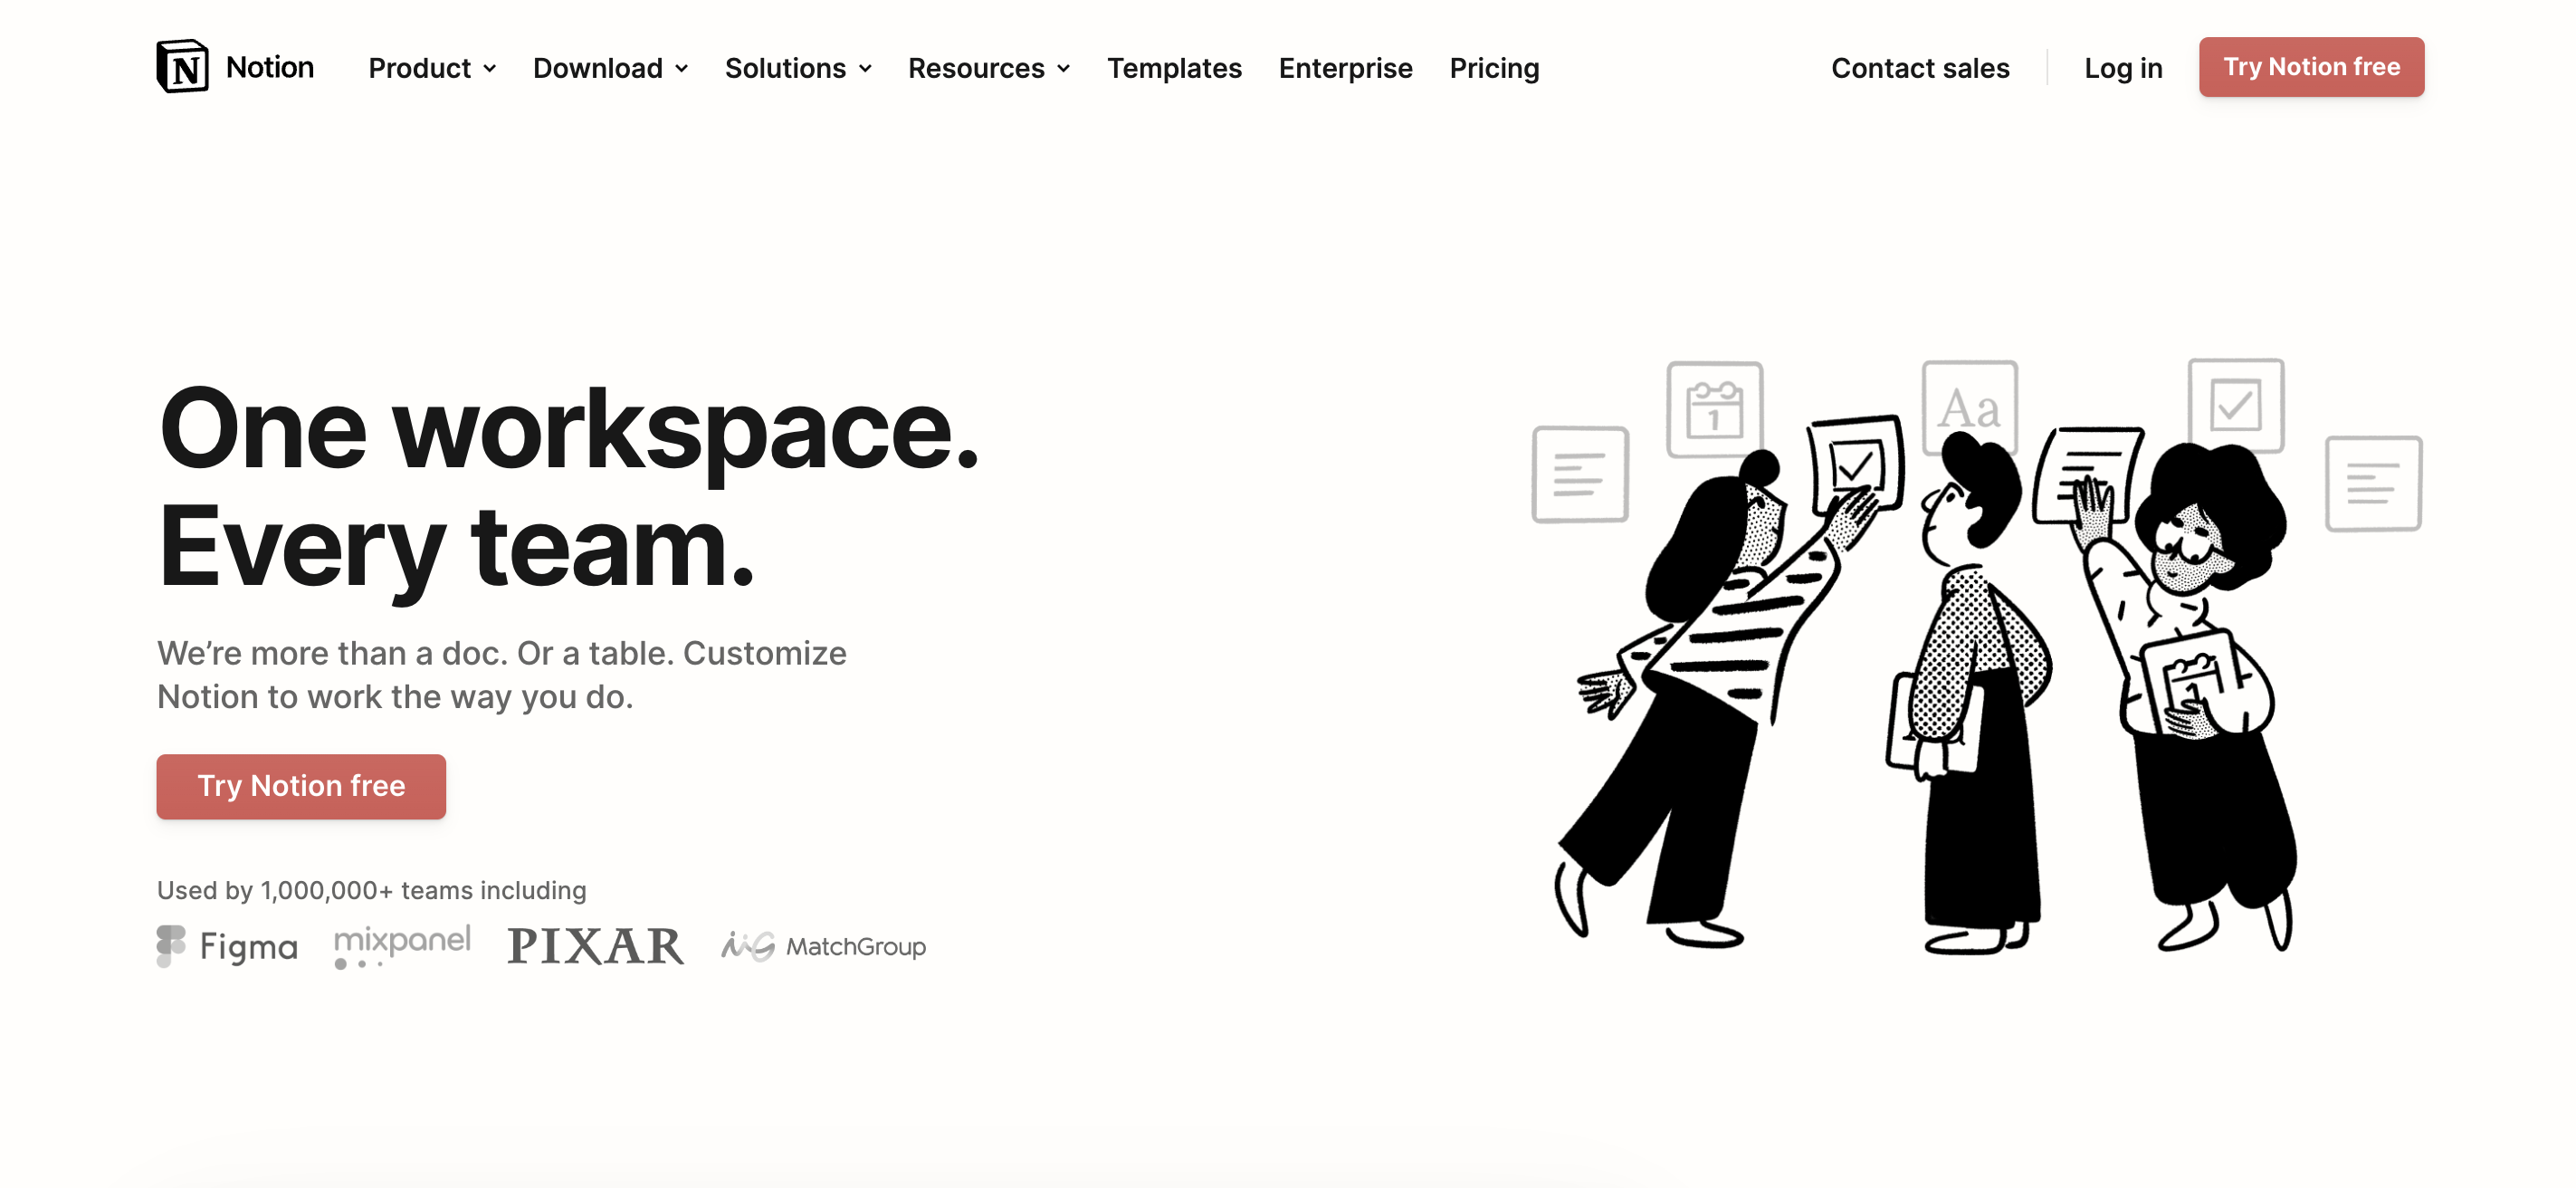 Notion
Product
Download
Solutions
Resources
Templates
Enterprise
Pricing
Contact sales
Log in
Try Notion free
One workspace.
Every team.
We’re more than a doc. Or a table. Customize
Notion to work the way you do.
Try Notion free
Used by 1,000,000+ teams including
Figma
mixpanel
PIXAR
MatchGroup
1
Aa
1